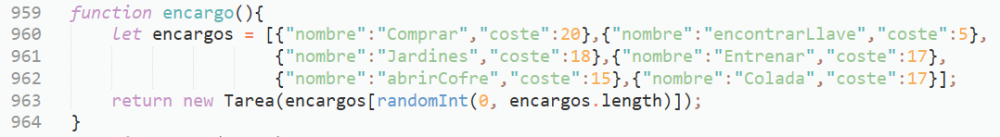 959 function encargo(){
960 let encargos = [{"nombre":"Comprar","coste":20},{"nombre":"encontrarLlave","coste":5},
961 {"nombre":"Jardines","coste":18},{"nombre":"Entrenar","coste":17},
962 {"nombre":"abrirCofre","coste":15},{"nombre":"Colada","coste":17}];
963 return new Tarea(encargos[randomInt(0, encargos.length)]);
964 }